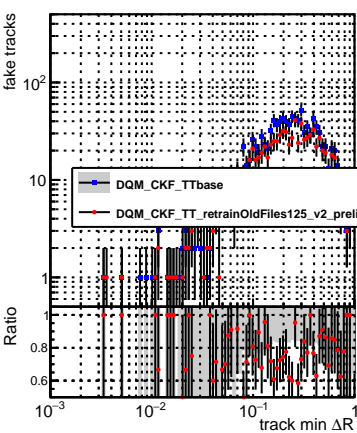 fake tracks
10²
10
1
DQM_CKF_TTbase
DQM_CKF_TT_retrainOldFiles125_v2_preli
Ratio
1
0.8
0.6
10⁻³ 10⁻² 10⁻¹ 1
track min ΔR